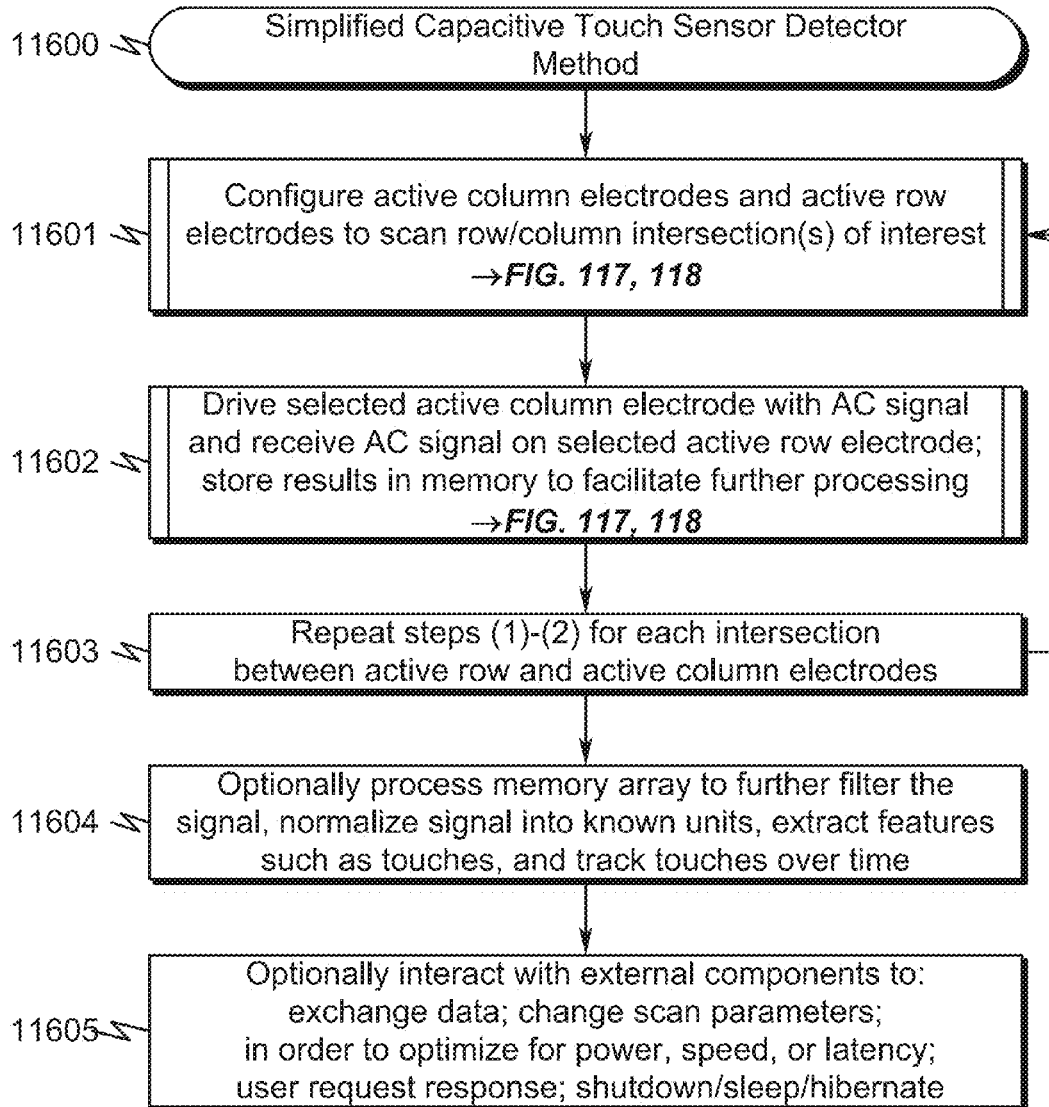 11600
Simplified Capacitive Touch Sensor Detector
Method
11601
Configure active column electrodes and active row
electrodes to scan row/column intersection(s) of interest
→FIG. 117, 118
11602
Drive selected active column electrode with AC signal
and receive AC signal on selected active row electrode;
store results in memory to facilitate further processing
→FIG. 117, 118
11603
Repeat steps (1)-(2) for each intersection
between active row and active column electrodes
11604
Optionally process memory array to further filter the
signal, normalize signal into known units, extract features
such as touches, and track touches over time
11605
Optionally interact with external components to:
exchange data; change scan parameters;
in order to optimize for power, speed, or latency;
user request response; shutdown/sleep/hibernate